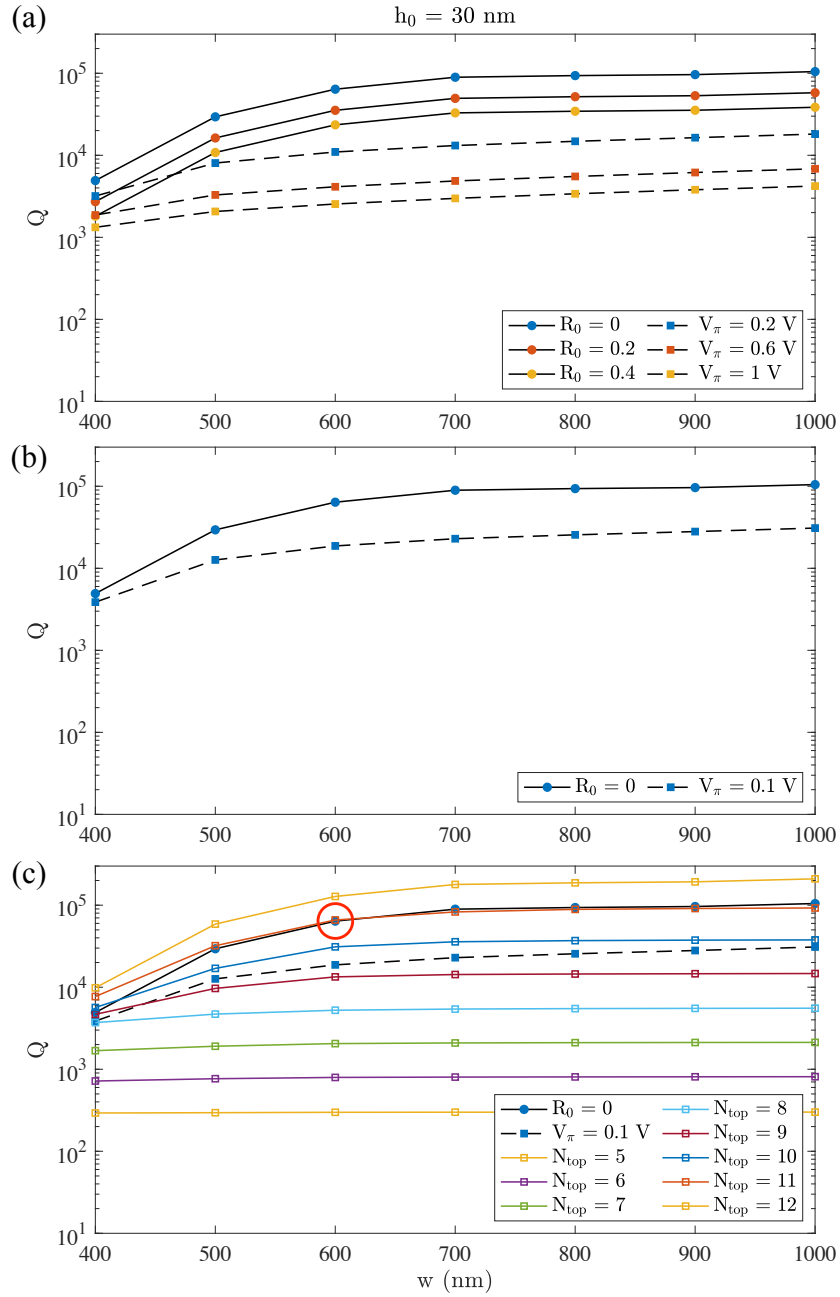 (a)
h₀ = 30 nm
10⁵
10⁴
10³
10²
10¹
Q
R₀ = 0
R₀ = 0.2
R₀ = 0.4
V_π = 0.2 V
V_π = 0.6 V
V_π = 1 V
400 500 600 700 800 900 1000
(b)
10⁵
10⁴
10³
10²
10¹
Q
R₀ = 0 V_π = 0.1 V
400 500 600 700 800 900 1000
(c)
10⁵
10⁴
10³
10²
10¹
Q
R₀ = 0
V_π = 0.1 V
N_top = 5
N_top = 6
N_top = 7
N_top = 8
N_top = 9
N_top = 10
N_top = 11
N_top = 12
400 500 600 700 800 900 1000
w (nm)